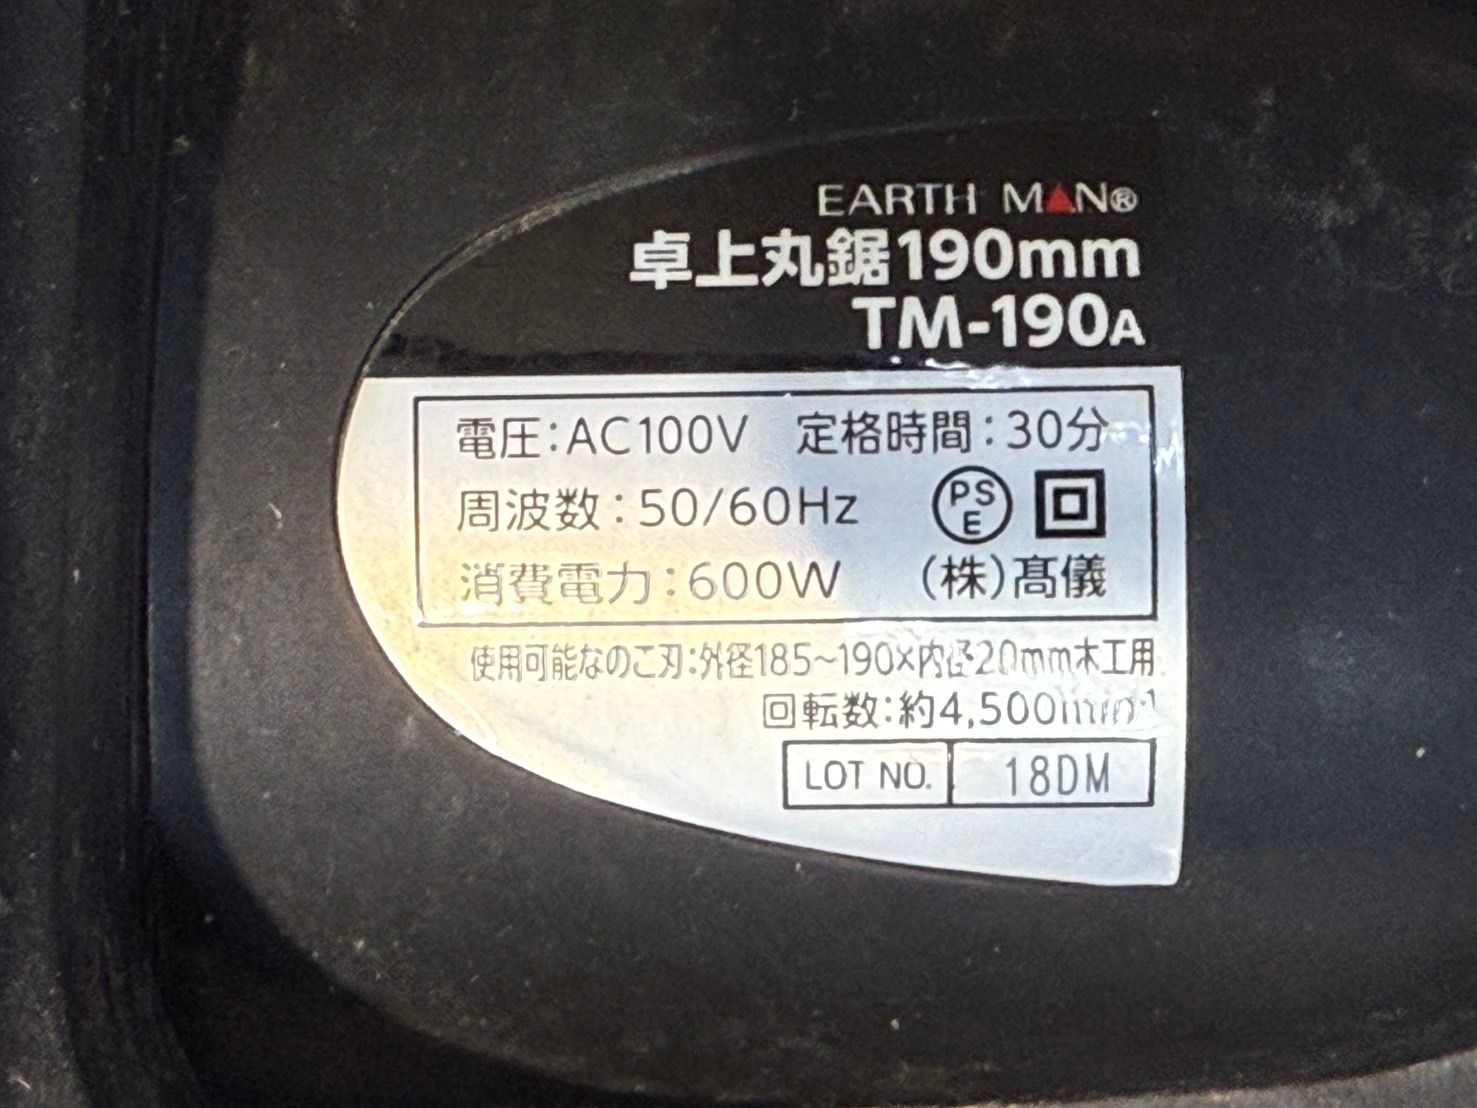 EARTH MAN®
卓上丸鋸190mm
TM-190A
電圧:AC100V 定格時間:30分
周波数:50/60Hz PSE
消費電力:600W (株)髙儀
使用可能なのこ刃:外径185~190×内径20mm木工用
回転数:約4,500min-1
LOT NO. 18DM